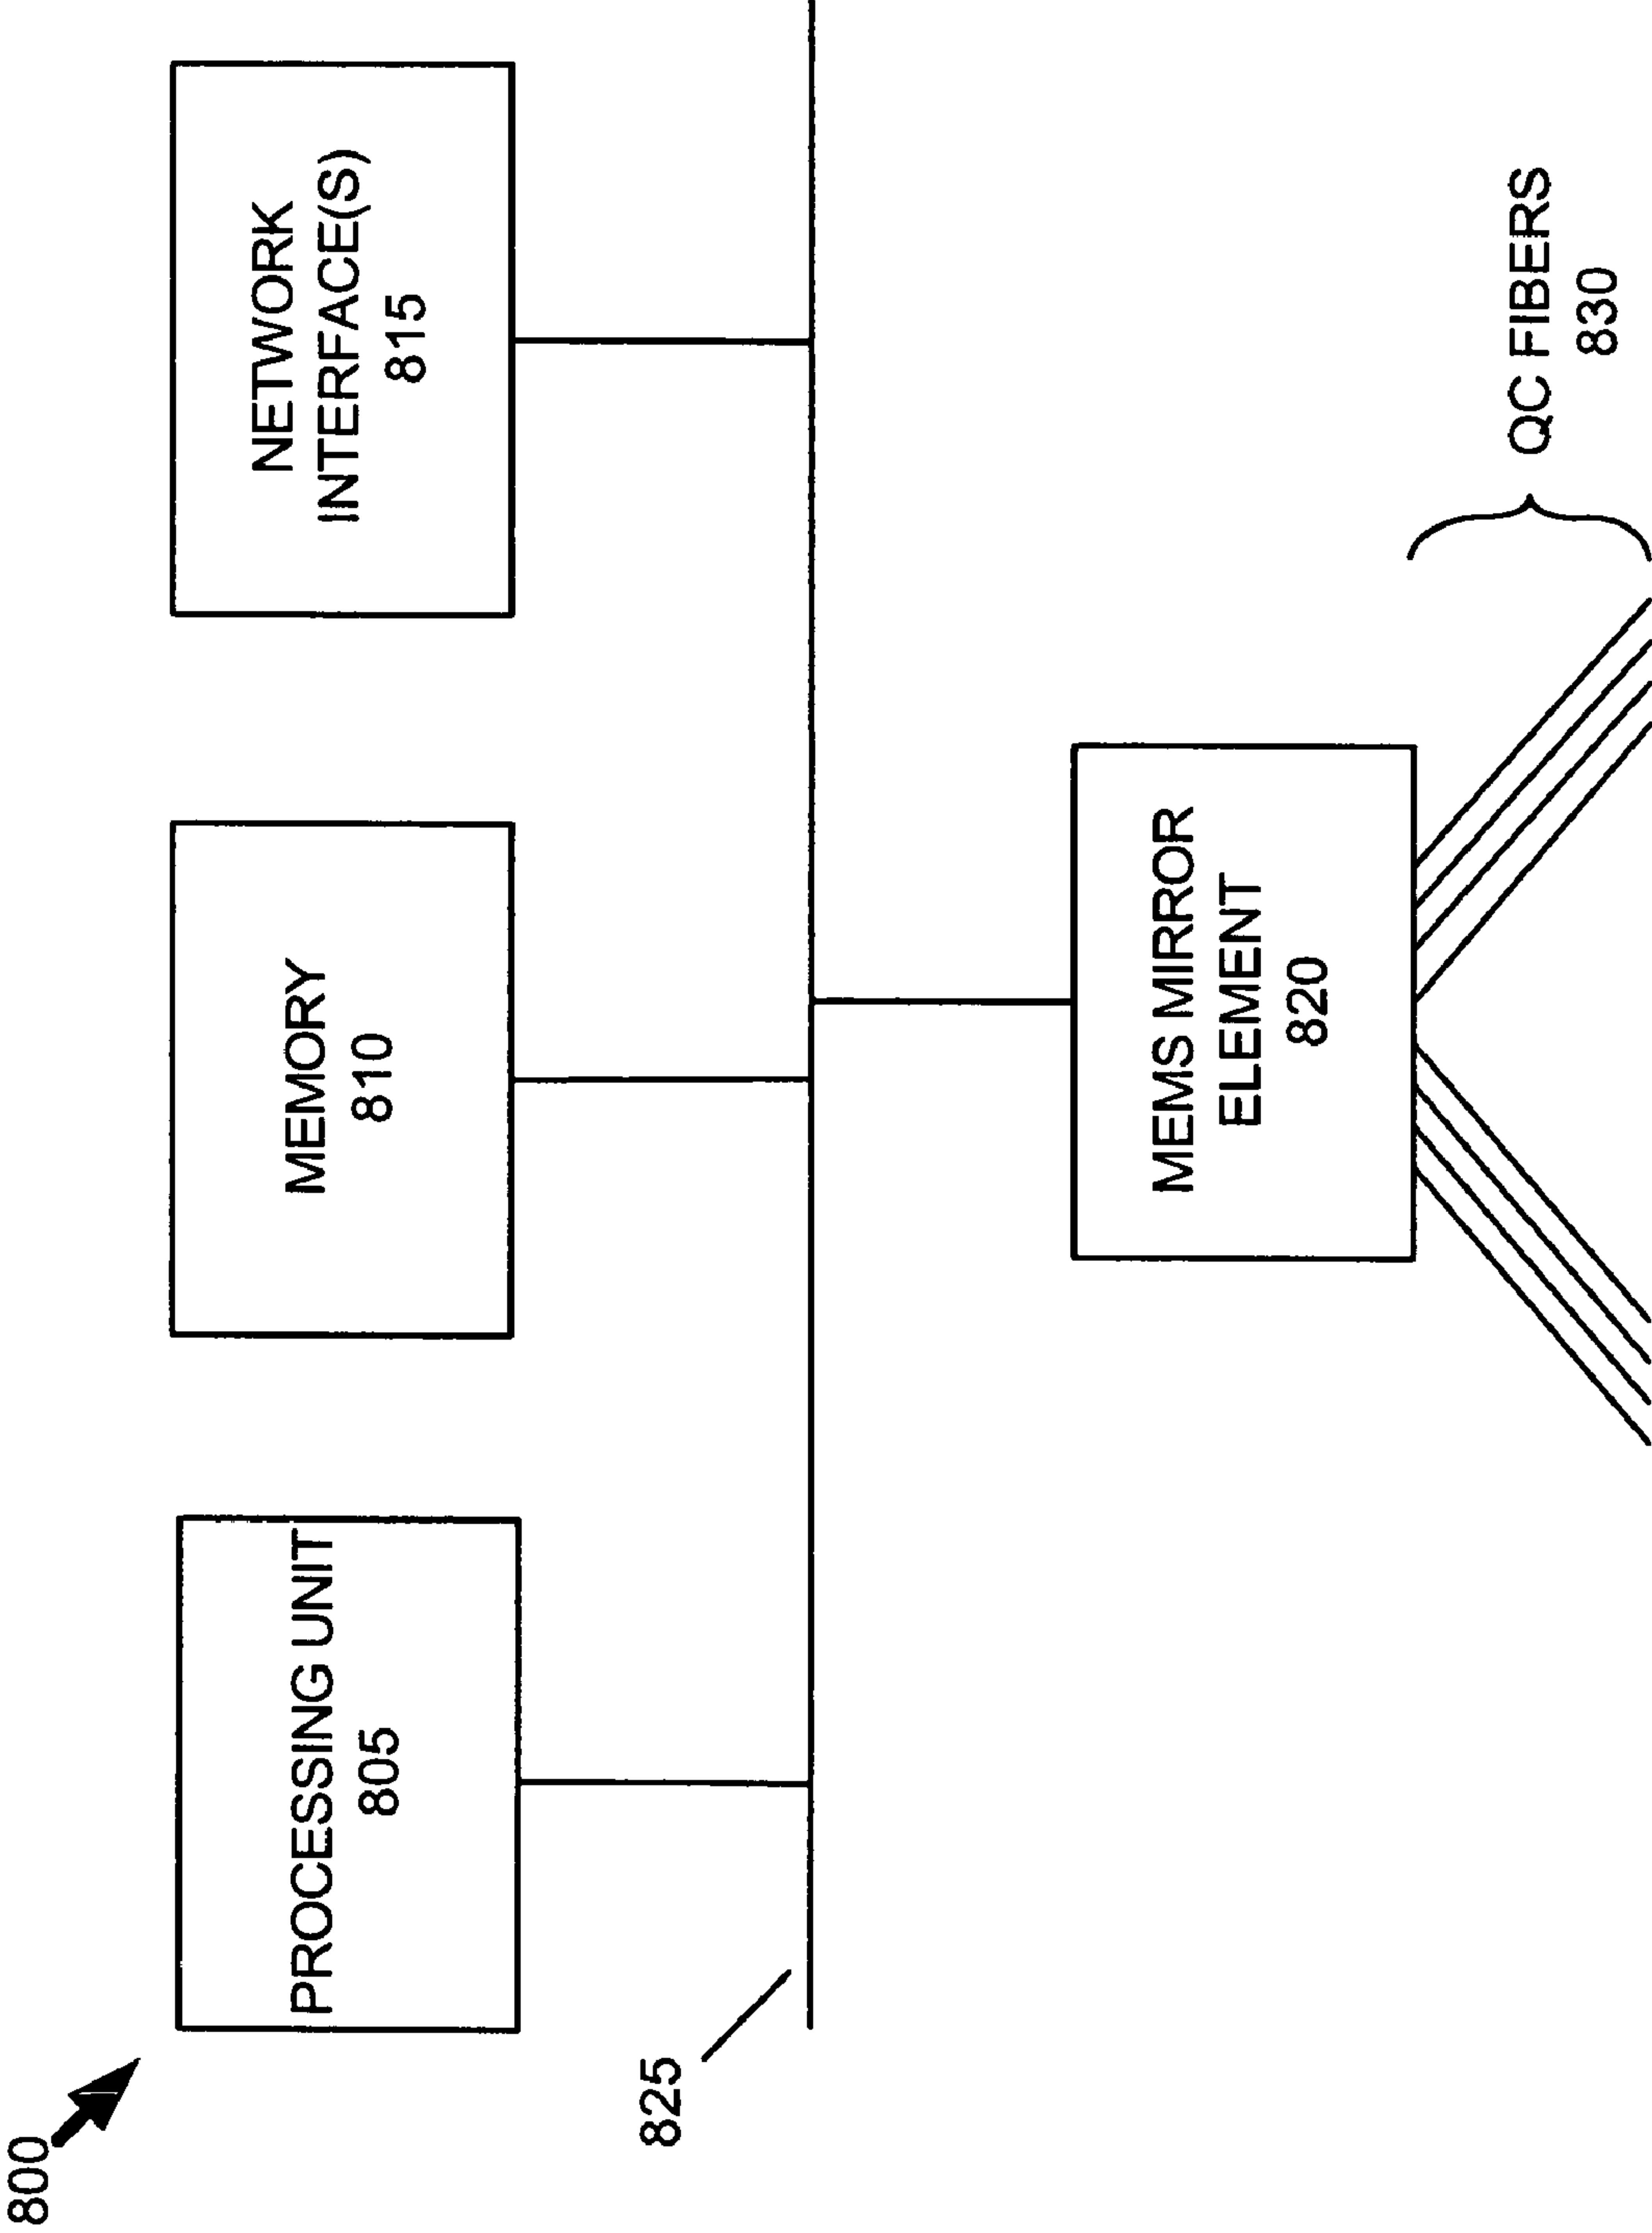 800
PROCESSING UNIT
805
MEMORY
810
NETWORK
INTERFACE(S)
815
825
MEMS MIRROR
ELEMENT
820
QC FIBERS
830